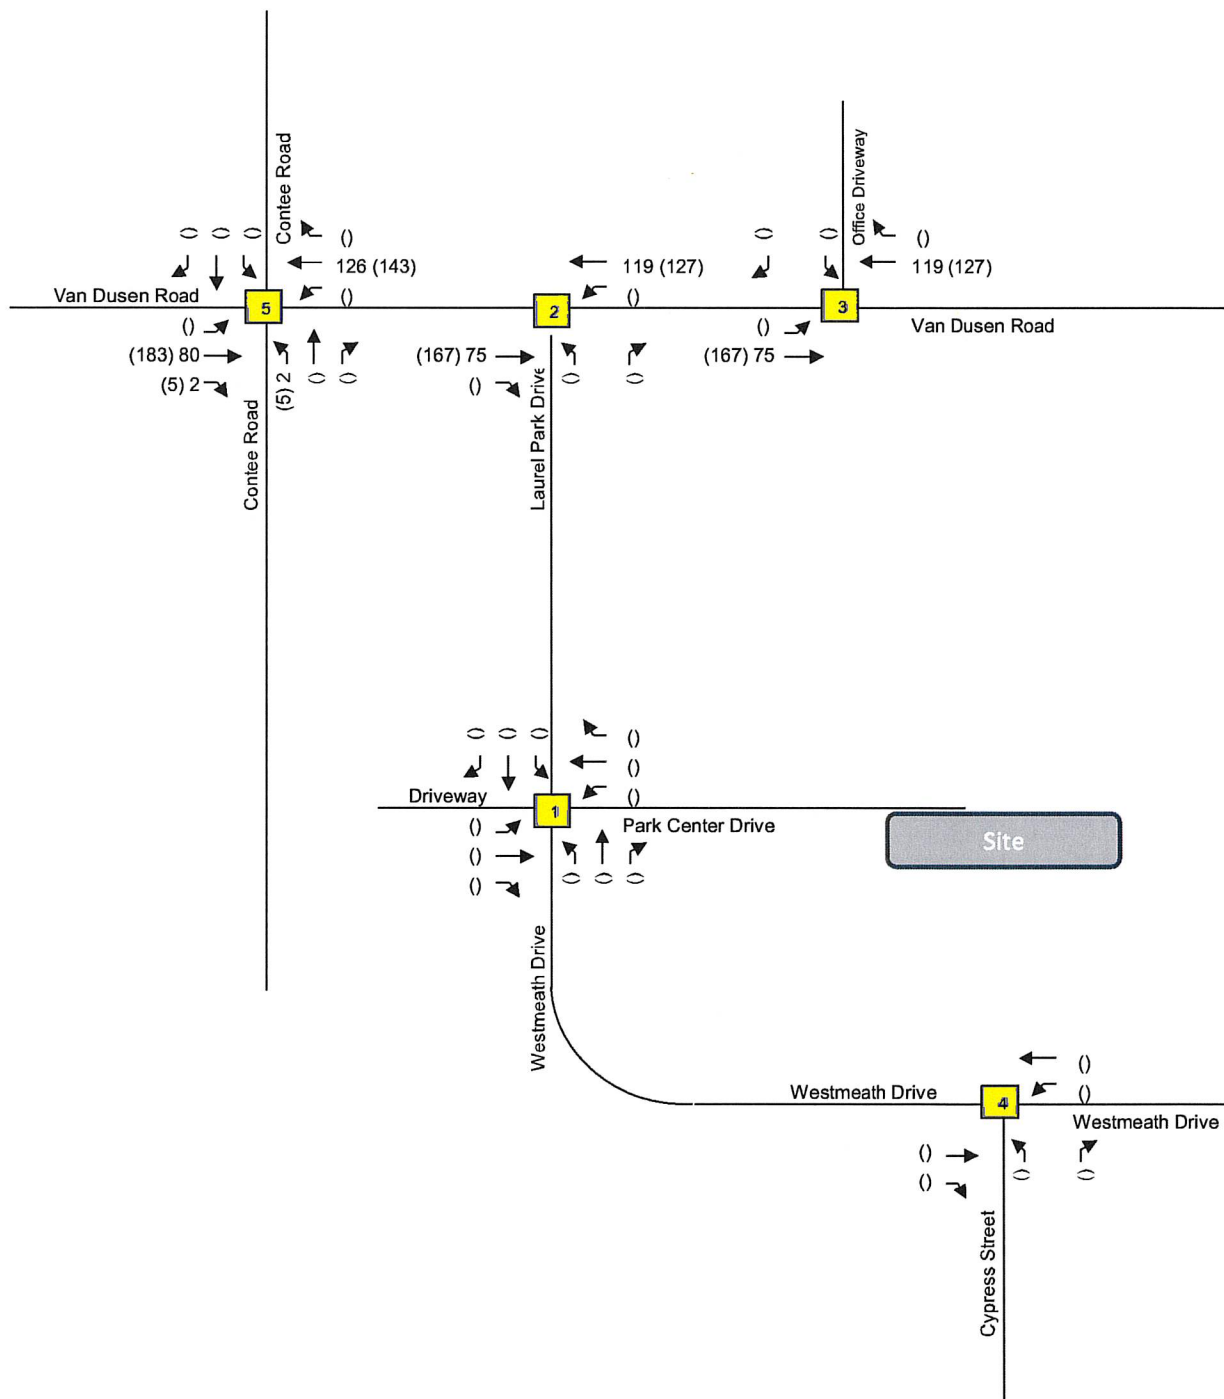 Contee Road
Office Driveway
() () () ()
126 (143)
()
Van Dusen Road
5
()
(183) 80
(5) 2
(5) 2 () ()
Contee Road
119 (127)
()
2
(167) 75
()
() ()
Laurel Park Drive
() () ()
119 (127)
3
()
(167) 75
Van Dusen Road
() () () ()
()
()
Driveway
1
Park Center Drive
()
()
()
() () ()
Site
Westmeath Drive
()
()
Westmeath Drive
4
Westmeath Drive
()
()
() ()
Cypress Street